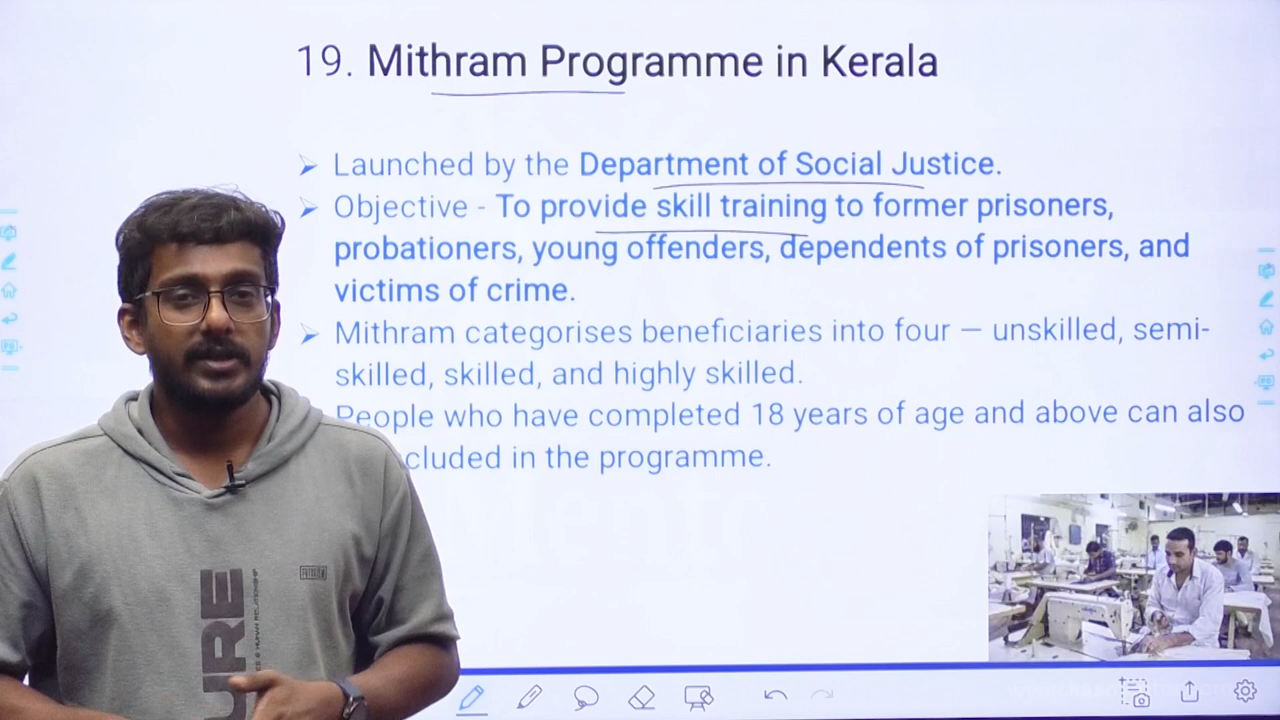 19. Mithram Programme in Kerala
Launched by the Department of Social Justice.
Objective - To provide skill training to former prisoners,
probationers, young offenders, dependents of prisoners, and
victims of crime.
Mithram categorises beneficiaries into four — unskilled, semi-
skilled, skilled, and highly skilled.
People who have completed 18 years of age and above can also
cluded in the programme.
URE